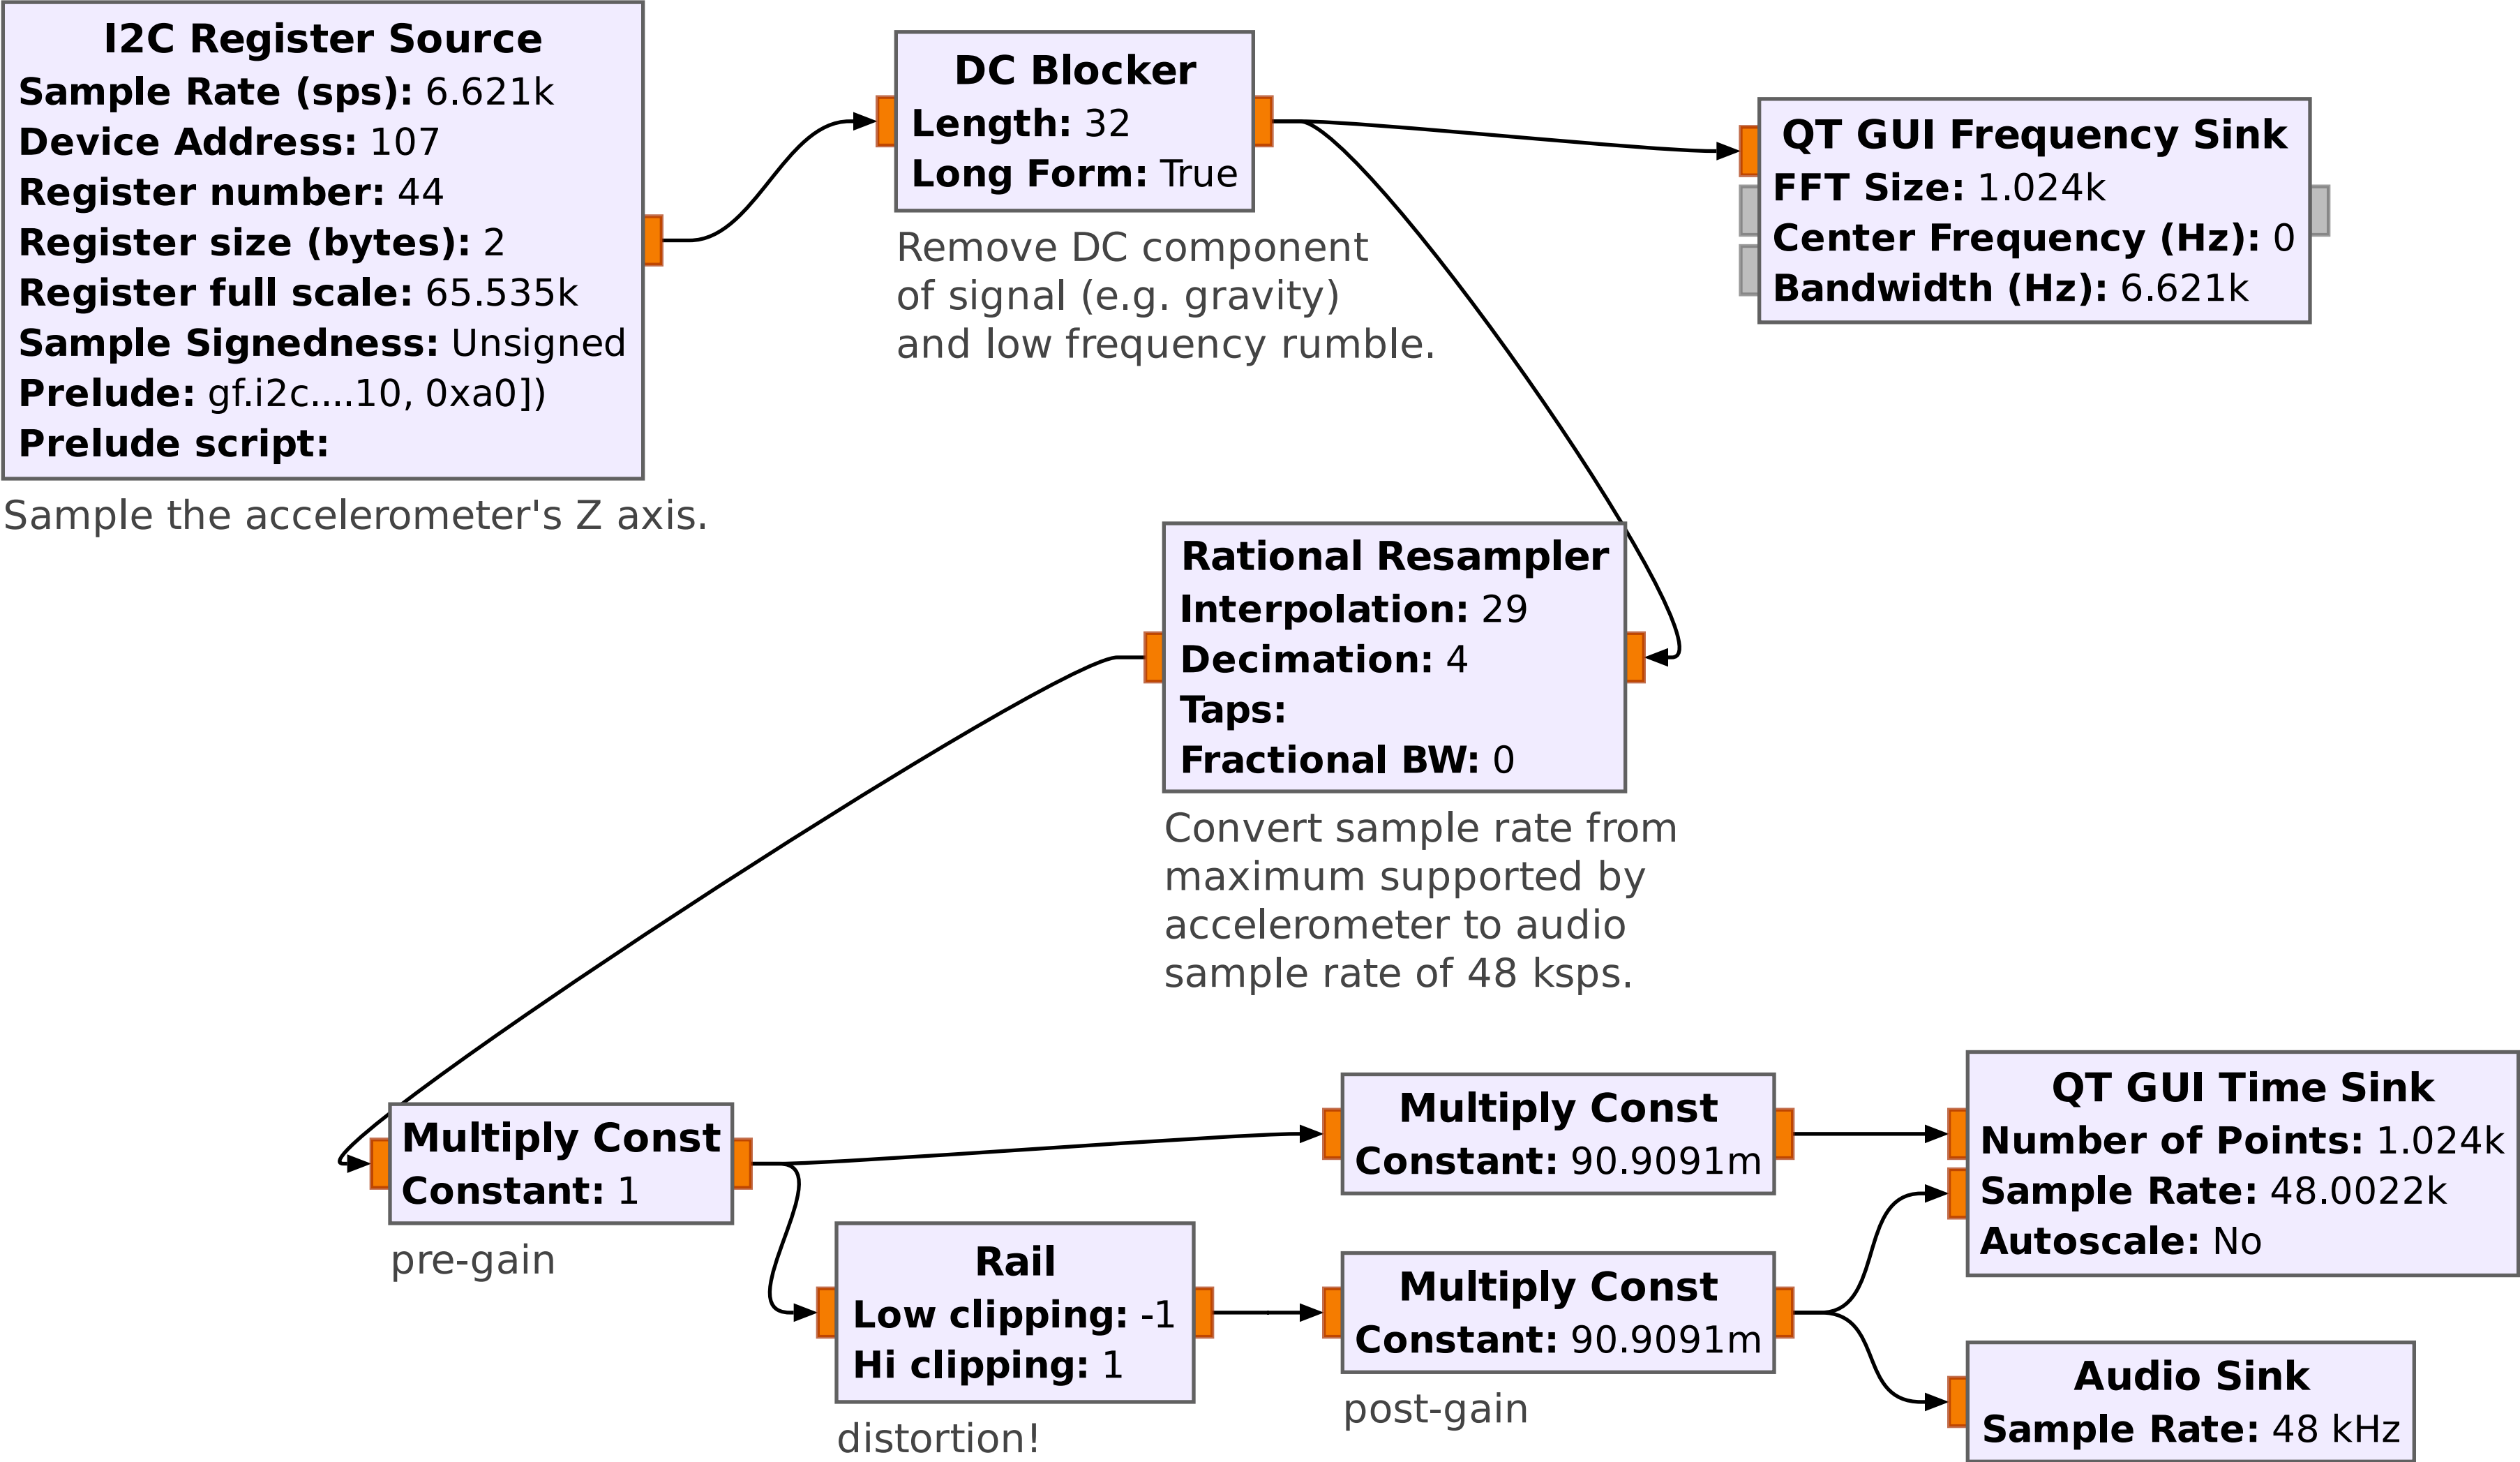 I2C Register Source
Sample Rate (sps): 6.621k
Device Address: 107
Register number: 44
Register size (bytes): 2
Register full scale: 65.535k
Sample Signedness: Unsigned
Prelude: gf.i2c....10, 0xa0])
Prelude script:
Sample the accelerometer's Z axis.
DC Blocker
Length: 32
Long Form: True
Remove DC component
of signal (e.g. gravity)
and low frequency rumble.
QT GUI Frequency Sink
FFT Size: 1.024k
Center Frequency (Hz): 0
Bandwidth (Hz): 6.621k
Rational Resampler
Interpolation: 29
Decimation: 4
Taps:
Fractional BW: 0
Convert sample rate from
maximum supported by
accelerometer to audio
sample rate of 48 ksps.
Multiply Const
Constant: 1
pre-gain
Rail
Low clipping: -1
Hi clipping: 1
distortion!
Multiply Const
Constant: 90.9091m
Multiply Const
Constant: 90.9091m
post-gain
QT GUI Time Sink
Number of Points: 1.024k
Sample Rate: 48.0022k
Autoscale: No
Audio Sink
Sample Rate: 48 kHz